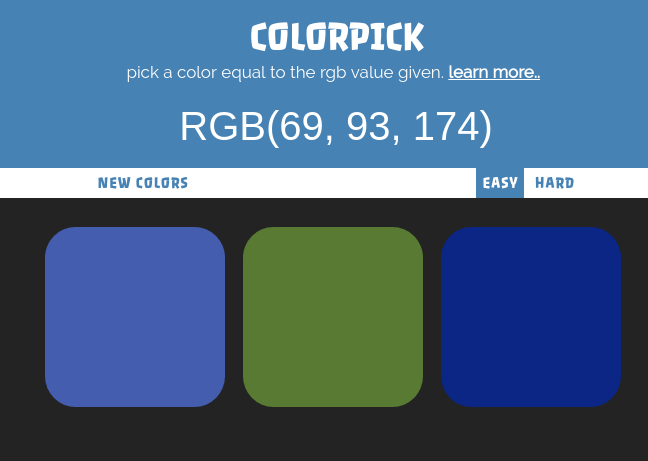 COLORPICK
pick a color equal to the rgb value given. learn more..
RGB(69, 93, 174)
NEW COLORS EASY HARD